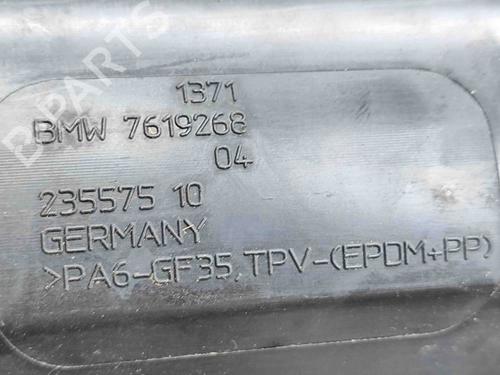 1371
BMW 7619268
04
235575 10
GERMANY
>PA6-GF35,TPV-(EPDM+PP)
B-PARTS